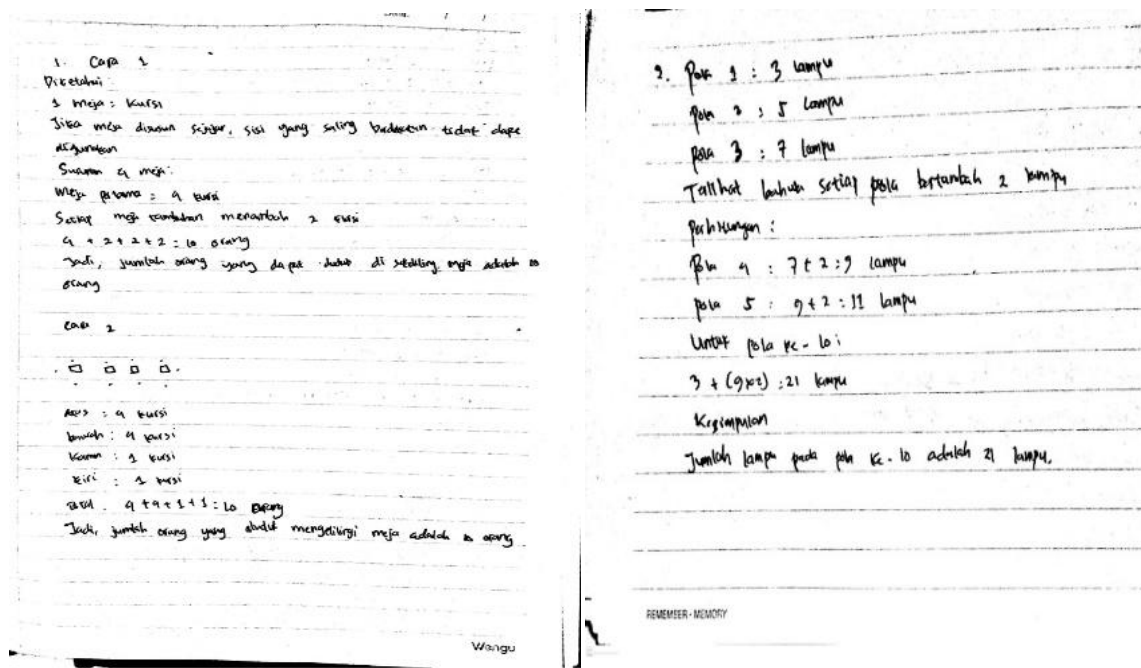 1. Cara 1
Diketahui:
1 meja : kursi
Jika meja disusun sejajar, sisi yang saling berdekatan tidak dapa
digunakan
Susunan 4 meja:
Meja pertama = 4 kursi
Setiap meja tambahan menambah 2 kursi
4 + 2 + 2 + 2 = 10 orang
Jadi, jumlah orang yang dapat duduk di sekeliling meja adalah 10
orang
Cara 2
Atas : 4 kursi
bawah : 4 kursi
Kanan : 1 kursi
kiri : 1 kursi
total 4 + 4 + 1 + 1 : 10 orang
Jadi, jumlah orang yang duduk mengelilingi meja adalah 10 orang
Wangu
2. Pola 1 : 3 lampu
Pola 2 : 5 lampu
Pola 3 : 7 lampu
Terlihat bahwa setiap pola bertambah 2 lampu
Perhitungan :
Pola 4 : 7 + 2 : 9 lampu
pola 5 : 9 + 2 : 11 lampu
Untuk pola ke - 10 :
3 + (9x2) : 21 lampu
Kesimpulan
Jumlah lampu pada pola ke - 10 adalah 21 lampu.
REMEMBER - MEMORY